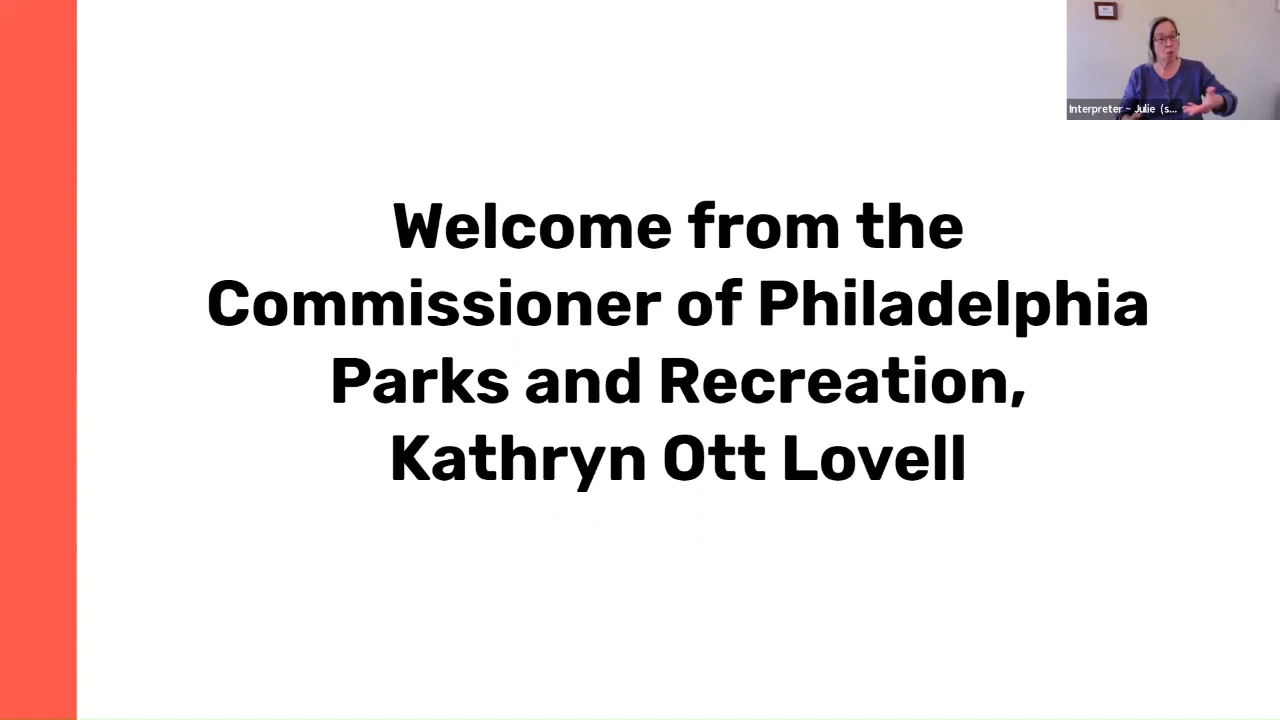 Interpreter ~ Julie (s...
Welcome from the
Commissioner of Philadelphia
Parks and Recreation,
Kathryn Ott Lovell